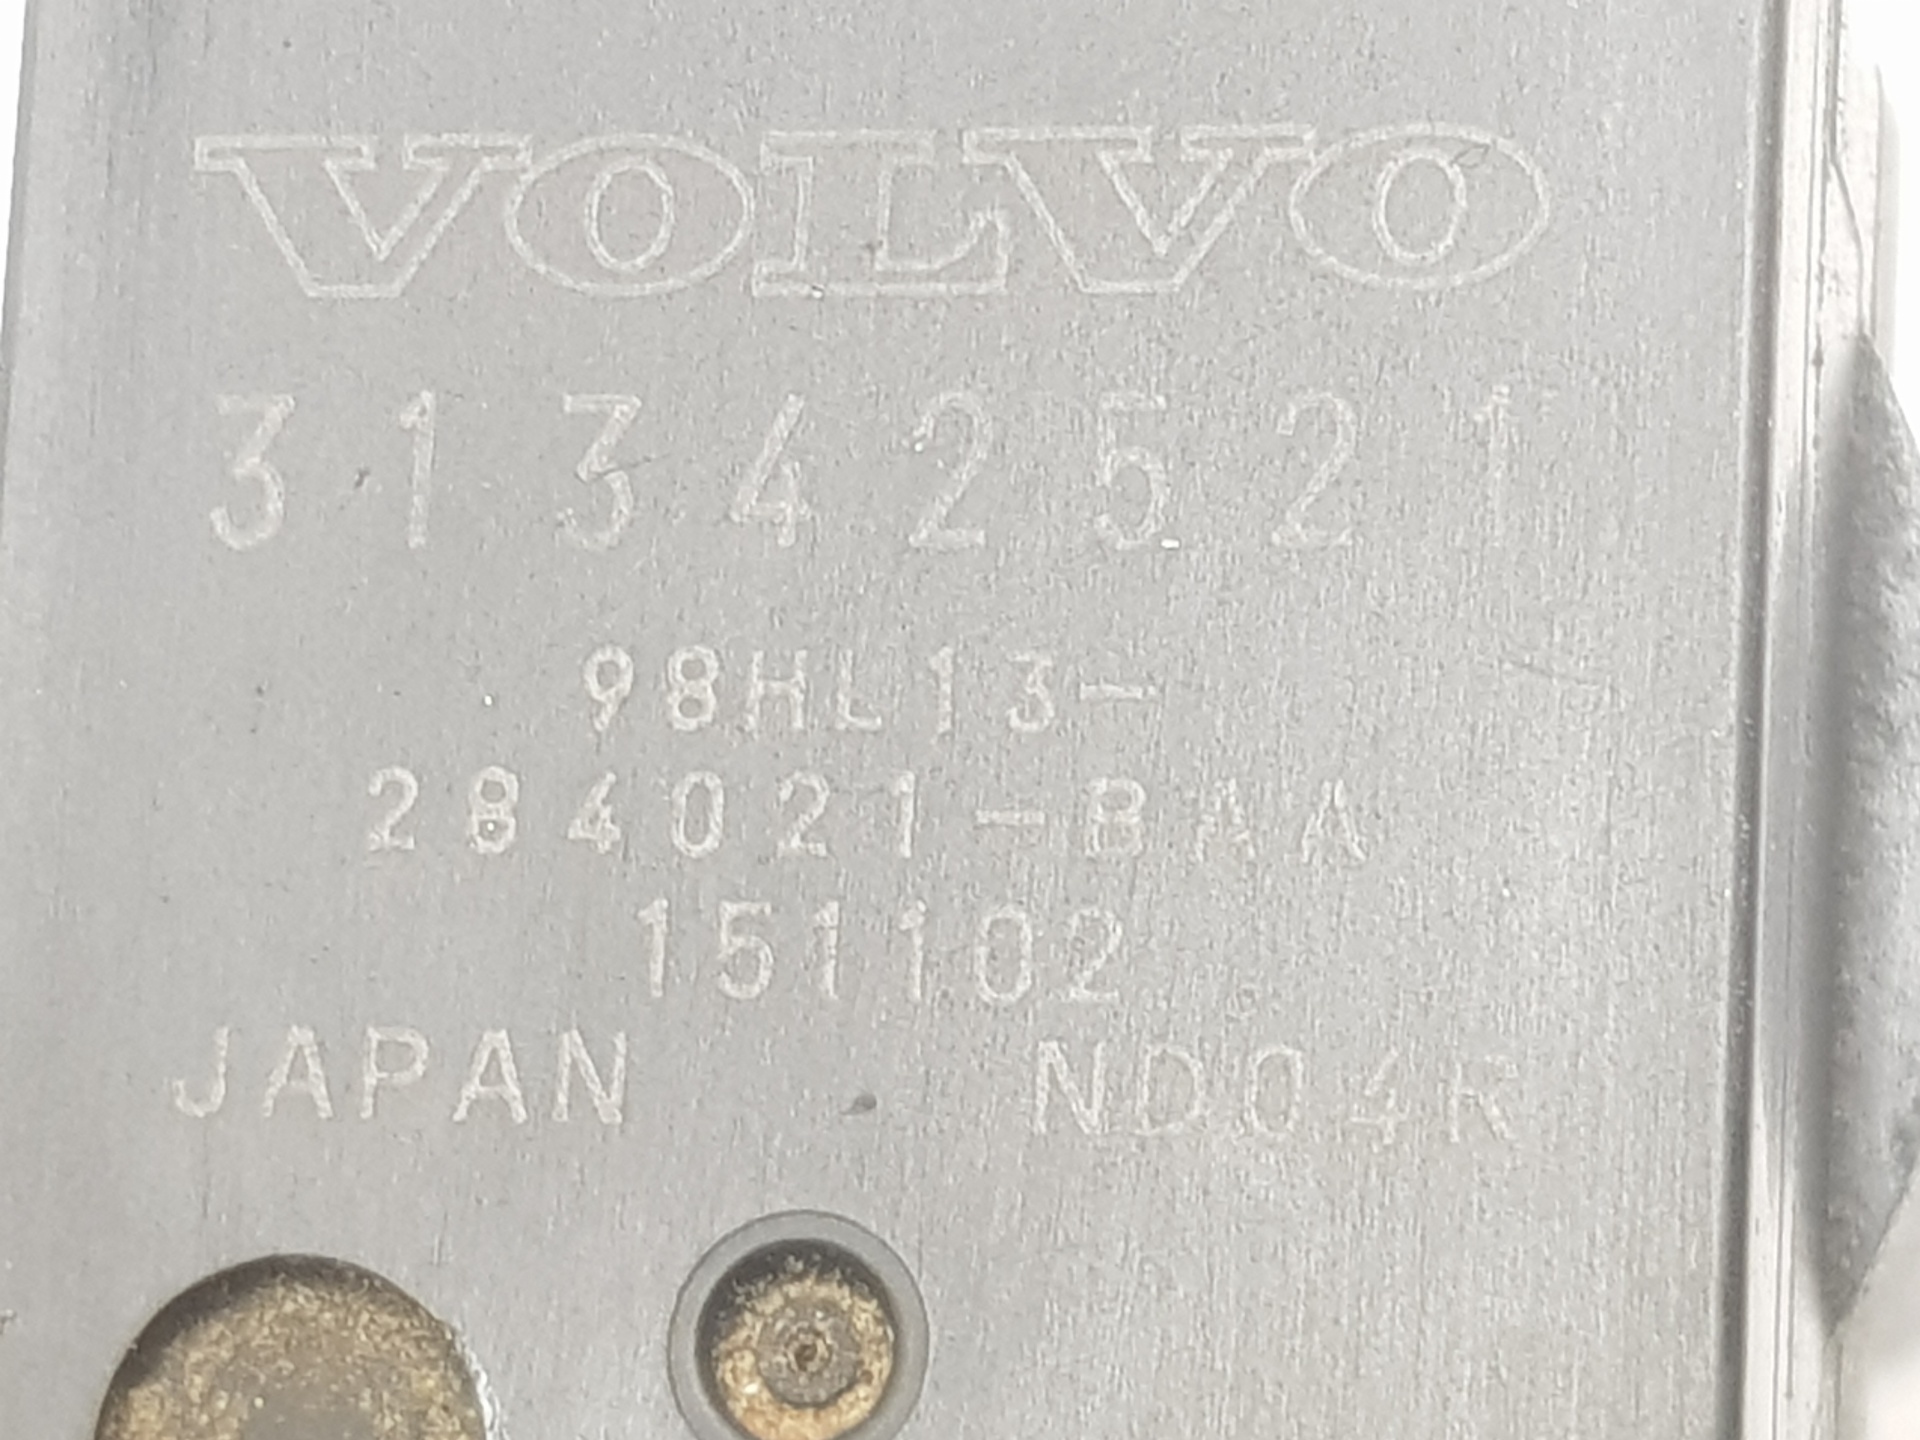 VOLVO
31342521
98HL13-
284021-BAA
151102
JAPAN ND04R